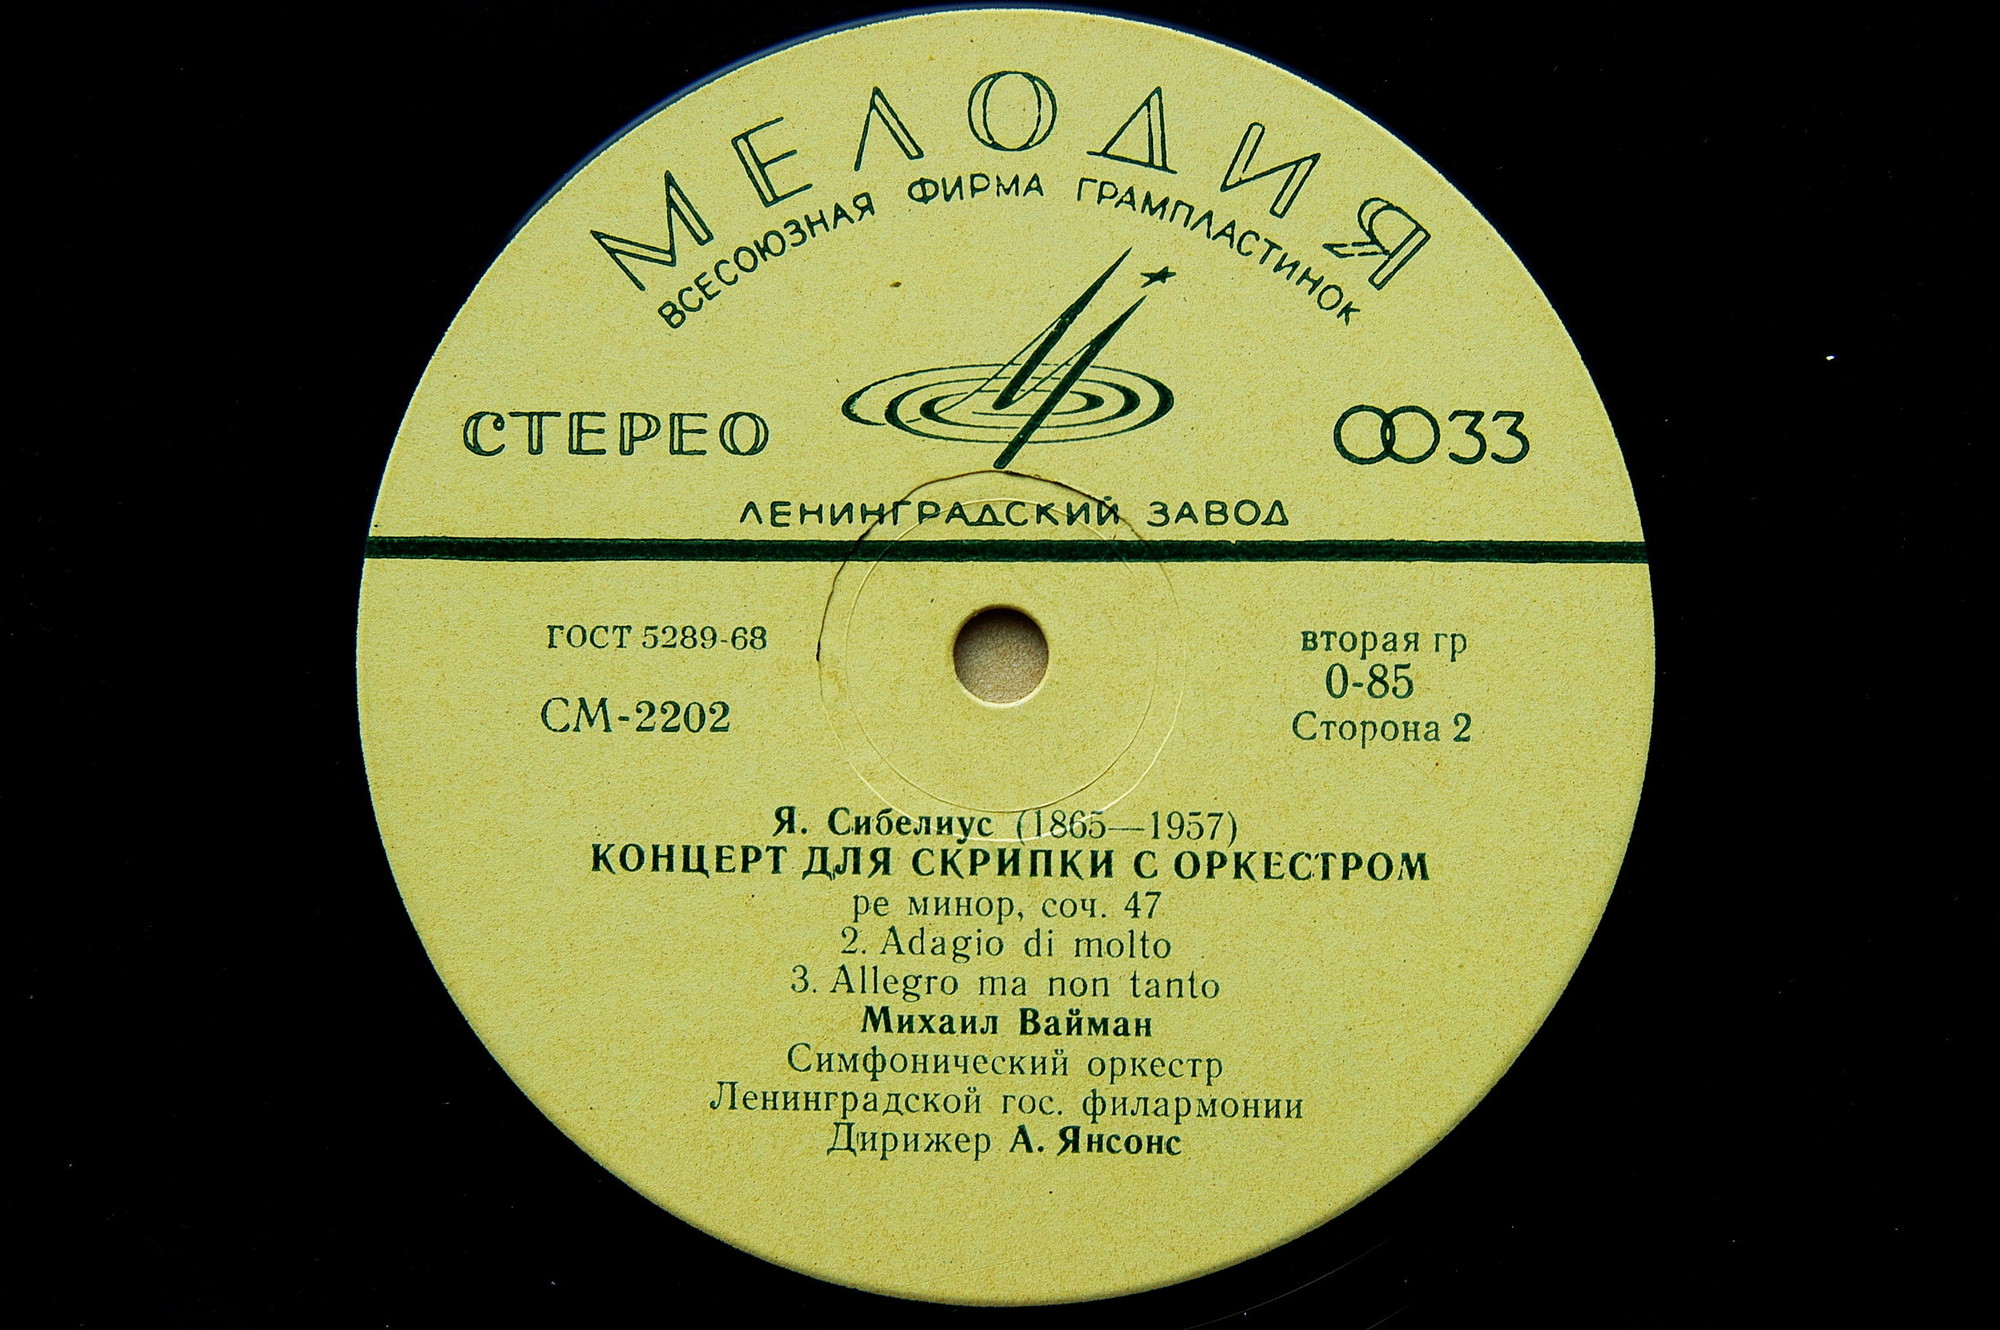 МЕЛОДИЯ
ВСЕСОЮЗНАЯ ФИРМА ГРАМПЛАСТИНОК
СТЕРЕО
33
ЛЕНИНГРАДСКИЙ ЗАВОД
ГОСТ 5289-68
СМ-2202
вторая гр
0-85
Сторона 2
Я. Сибелиус (1865—1957)
КОНЦЕРТ ДЛЯ СКРИПКИ С ОРКЕСТРОМ
ре минор, соч. 47
2. Adagio di molto
3. Allegro ma non tanto
Михаил Вайман
Симфонический оркестр
Ленинградской гос. филармонии
Дирижер А. Янсонс